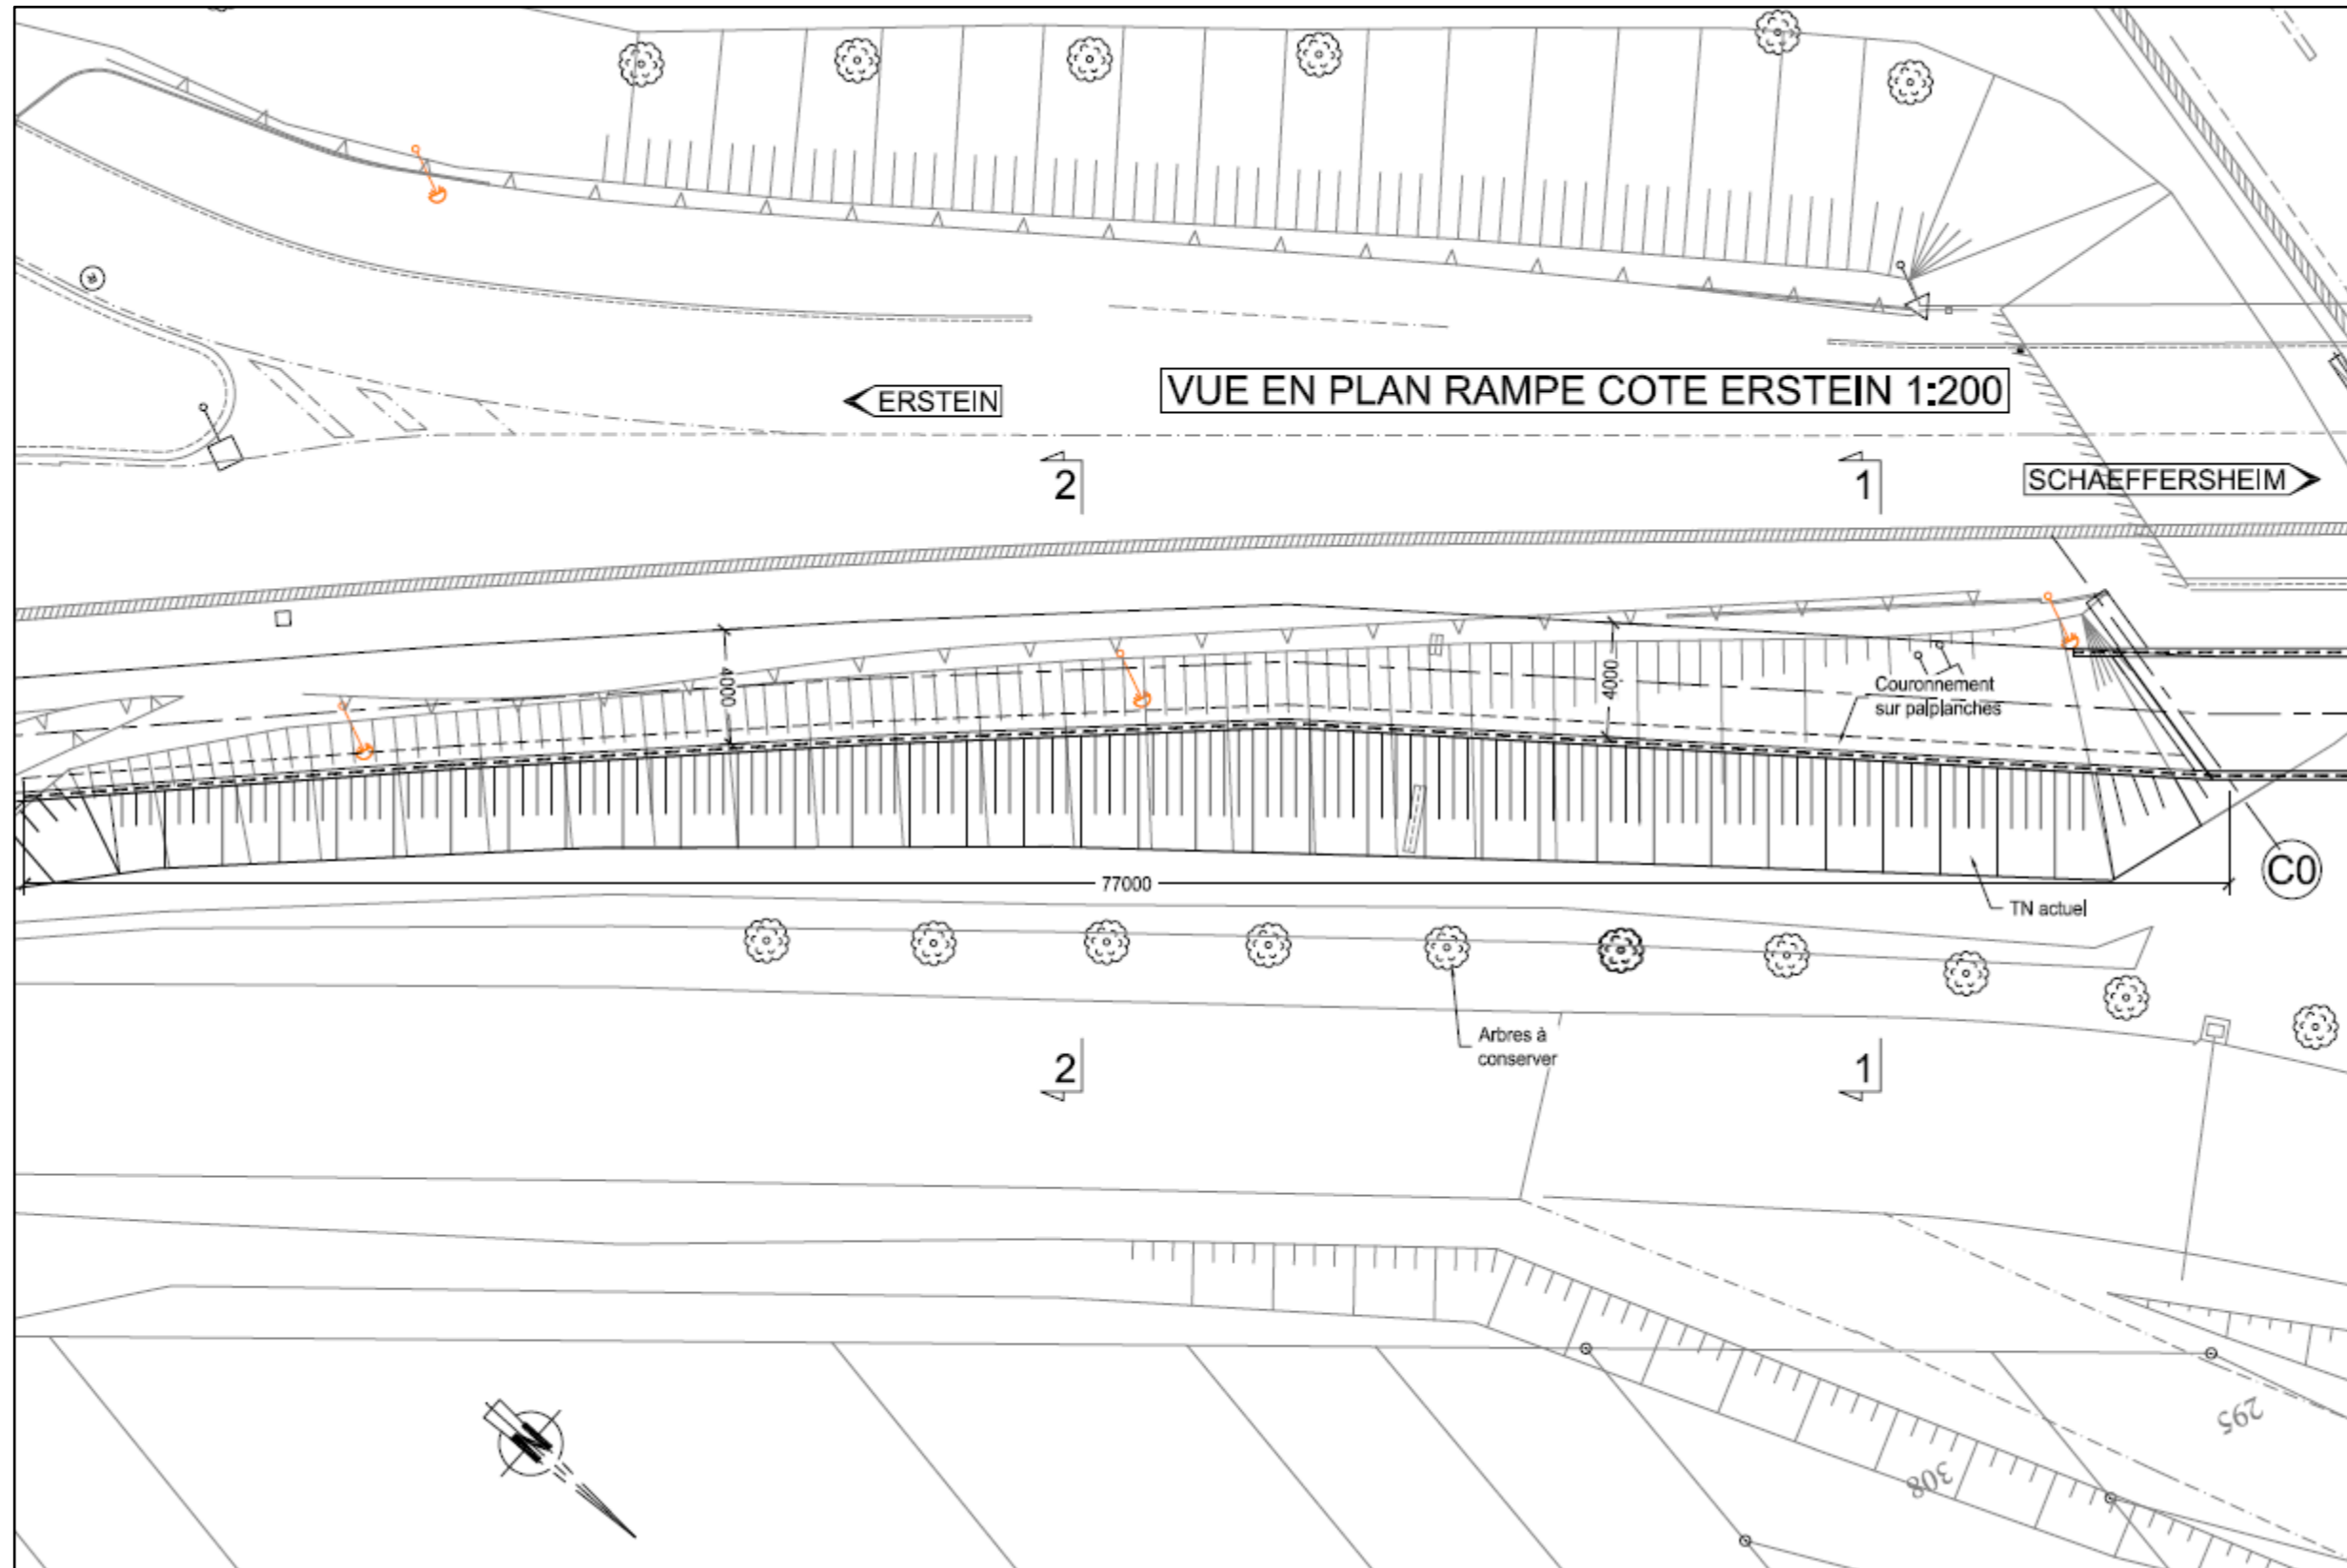 VUE EN PLAN RAMPE COTE ERSTEIN 1:200
ERSTEIN
2
1
SCHAEFFERSHEIM
4000
4000
Couronnement
sur palplanches
77000
C0
TN actuel
Arbres à
conserver
2
1
N
295
308